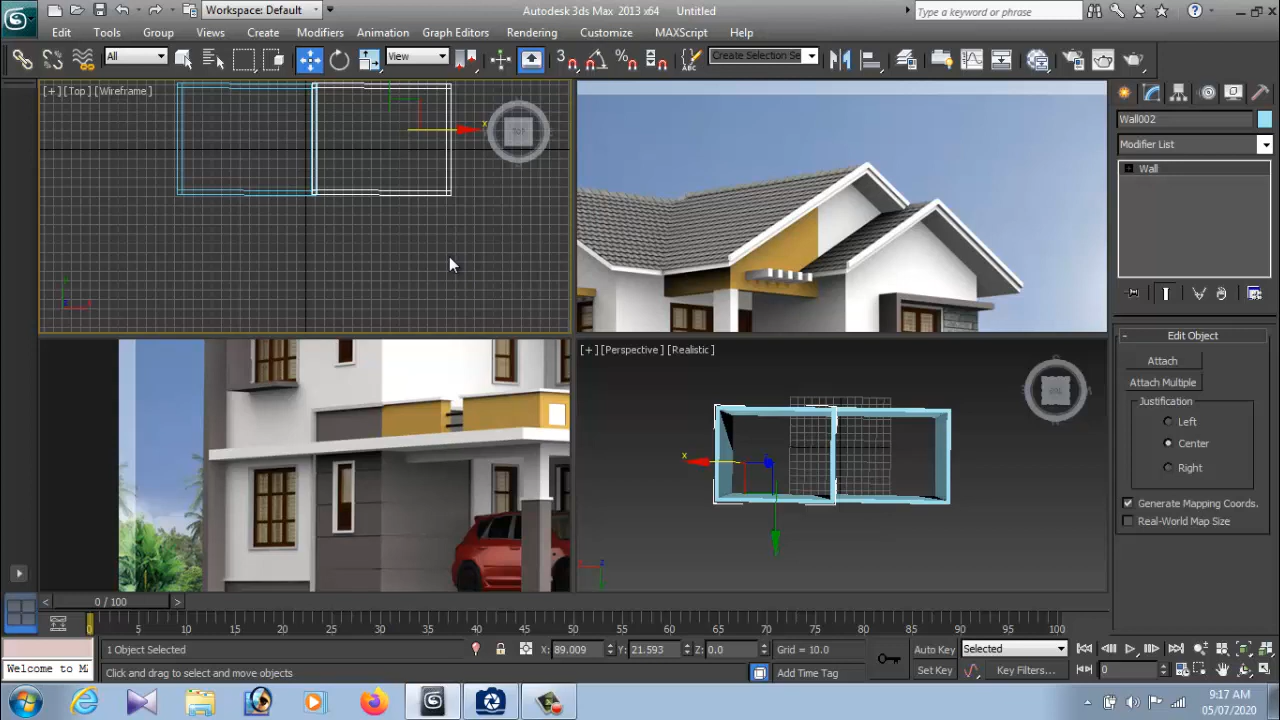 Workspace: Default
Autodesk 3ds Max 2013 x64    Untitled
Type a keyword or phrase
Edit Tools Group Views Create Modifiers Animation Graph Editors Rendering Customize MAXScript Help
All
View
3
Create Selection Se
[+] [Top] [Wireframe]
x
TOP
Wall002
Modifier List
Wall
[+] [Perspective] [Realistic]
x
Edit Object
Attach
Attach Multiple
Justification
Left
Center
Right
Generate Mapping Coords.
Real-World Map Size
< 0 / 100 >
0 5 10 15 20 25 30 35 40 45 50 55 60 65 70 75 80 85 90 95 100
1 Object Selected
X: 89.009 Y: 21.593 Z: 0.0
Grid = 10.0
Auto Key
Selected
Welcome to M
Click and drag to select and move objects
Add Time Tag
Set Key
Key Filters...
0
9:17 AM
05/07/2020